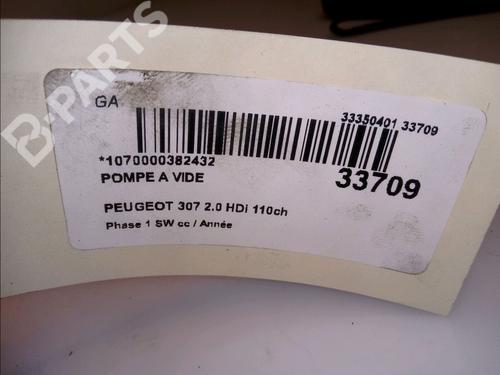 B-PARTS
GA
33350401 33709
*1070000382432
POMPE A VIDE
33709
PEUGEOT 307 2.0 HDi 110ch
Phase 1 SW cc / Année